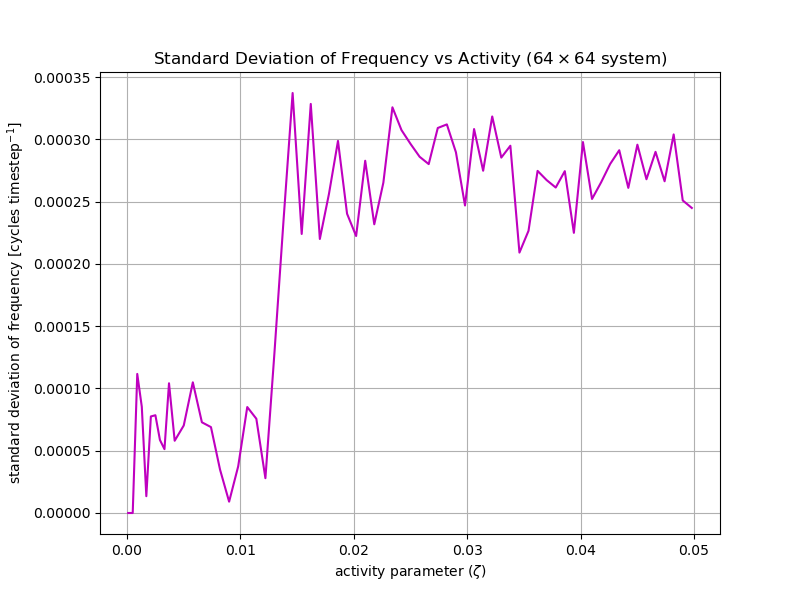 Standard Deviation of Frequency vs Activity (64 × 64 system)
standard deviation of frequency [cycles timestep⁻¹]
0.00035
0.00030
0.00025
0.00020
0.00015
0.00010
0.00005
0.00000
0.00 0.01 0.02 0.03 0.04 0.05
activity parameter (ζ)